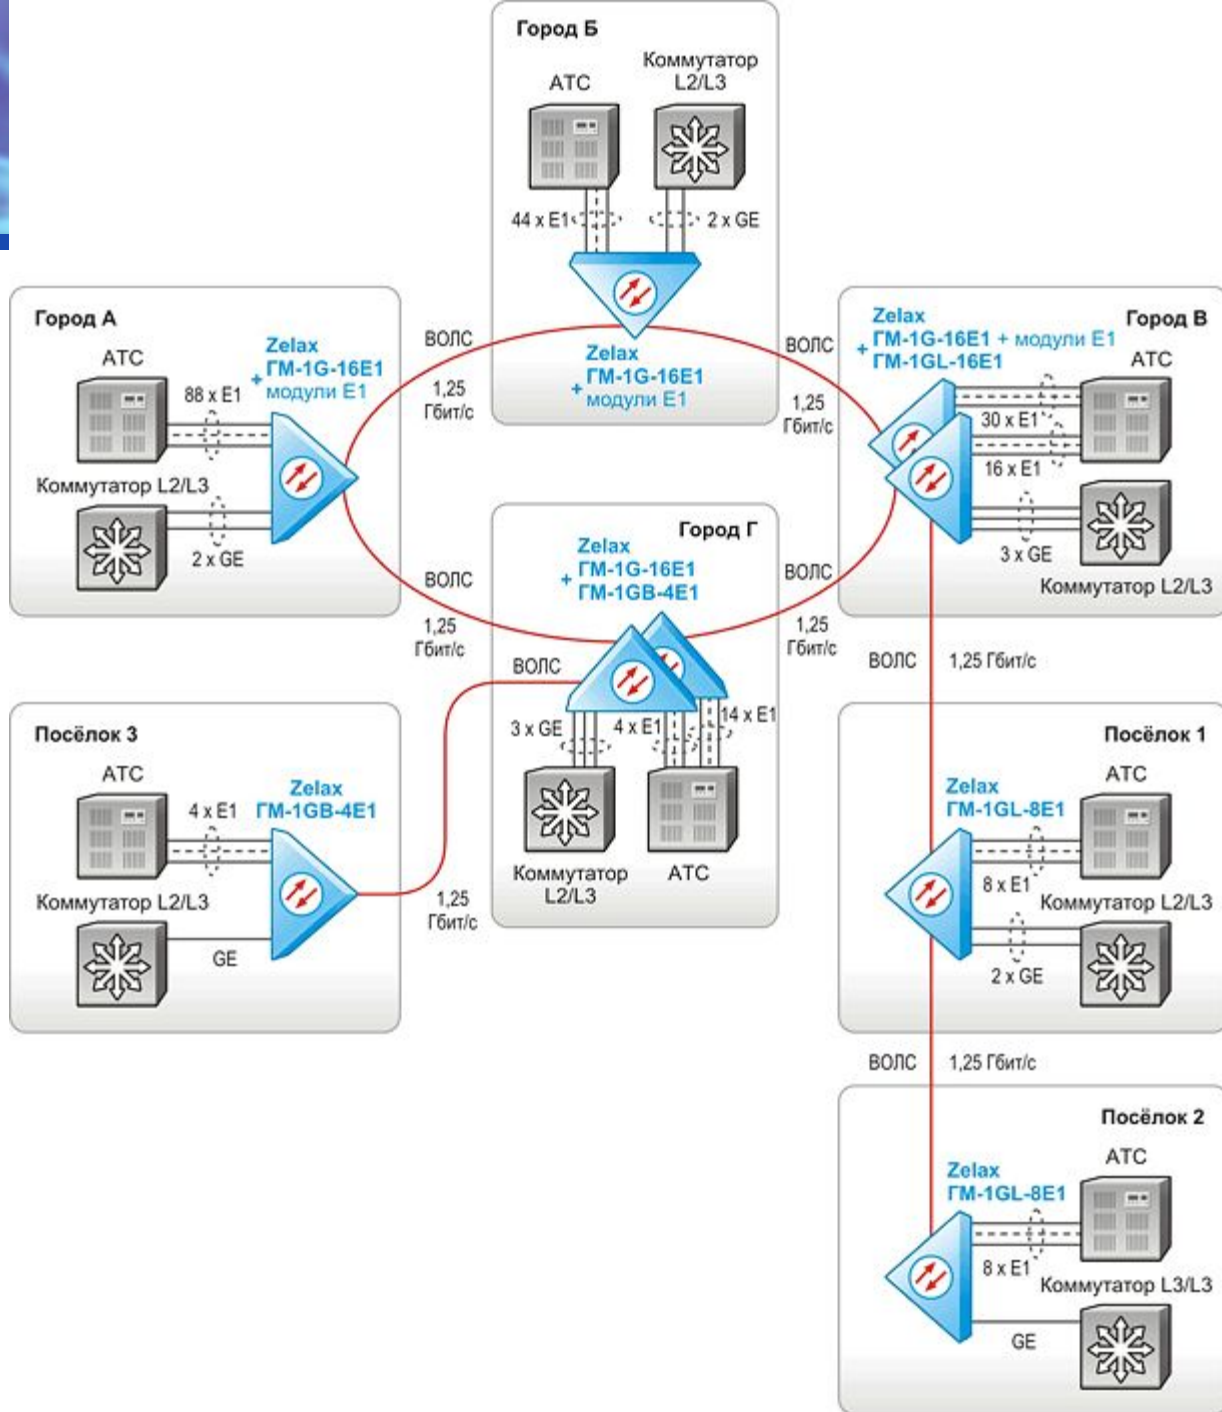 Город Б
АТС
Коммутатор
L2/L3
44 x E1
2 x GE
Zelax
ГМ-1G-16E1
+ модули E1
Город А
АТС
Zelax
ГМ-1G-16E1
+ модули E1
88 x E1
Коммутатор L2/L3
2 x GE
ВОЛС
1,25
Гбит/с
ВОЛС
1,25
Гбит/с
Город В
Zelax
ГМ-1G-16E1 + модули E1
+ ГМ-1GL-16E1
АТС
30 x E1
16 x E1
3 x GE
Коммутатор L2/L3
ВОЛС
1,25
Гбит/с
ВОЛС
1,25
Гбит/с
Город Г
Zelax
ГМ-1G-16E1
+ ГМ-1GB-4E1
ВОЛС
3 x GE
4 x E1
14 x E1
Коммутатор
L2/L3
АТС
1,25
Гбит/с
ВОЛС
1,25 Гбит/с
Посёлок 3
АТС
Zelax
ГМ-1GB-4E1
4 x E1
Коммутатор L2/L3
GE
Посёлок 1
АТС
Zelax
ГМ-1GL-8E1
8 x E1
Коммутатор L2/L3
2 x GE
ВОЛС
1,25 Гбит/с
Посёлок 2
АТС
Zelax
ГМ-1GL-8E1
8 x E1
Коммутатор L3/L3
GE